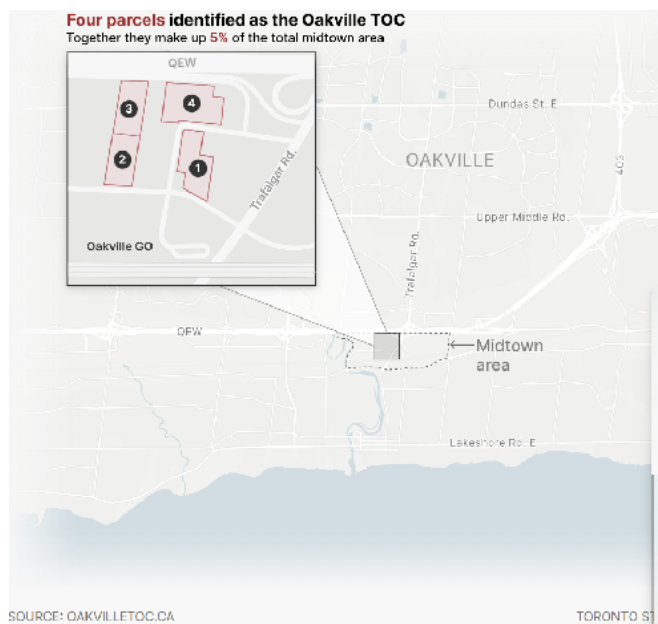 Four parcels identified as the Oakville TOC
Together they make up 5% of the total midtown area
QEW
3
4
2
1
Trafalgar Rd.
Oakville GO
Dundas St. E
OAKVILLE
403
Upper Middle Rd.
Trafalgar Rd.
QEW
Midtown
area
Lakeshore Rd. E
SOURCE: OAKVILLETOC.CA
TORONTO ST